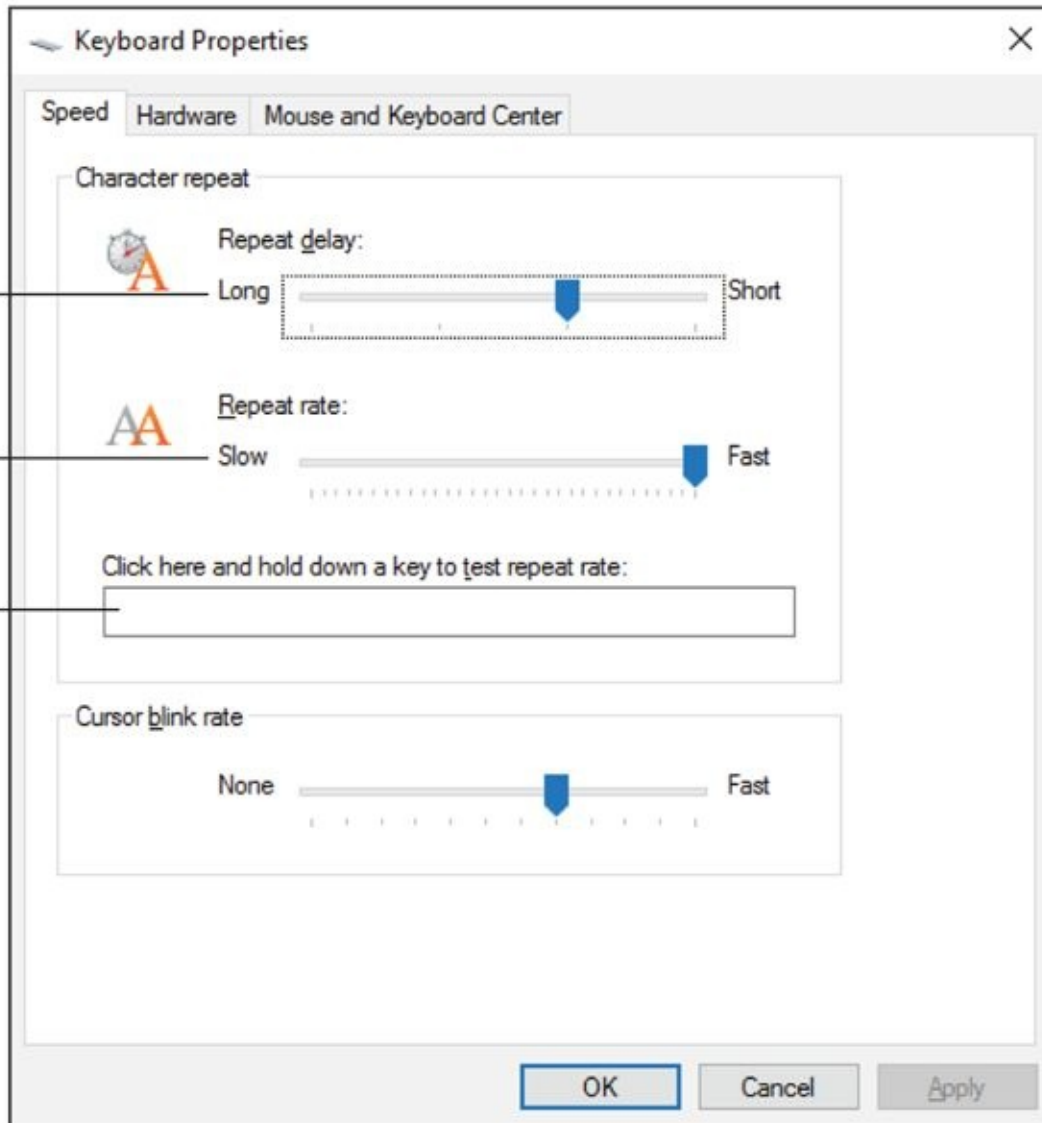 Keyboard Properties
Speed Hardware Mouse and Keyboard Center
Character repeat
Repeat delay:
Long Short
Repeat rate:
Slow Fast
Click here and hold down a key to test repeat rate:
Cursor blink rate
None Fast
OK Cancel Apply